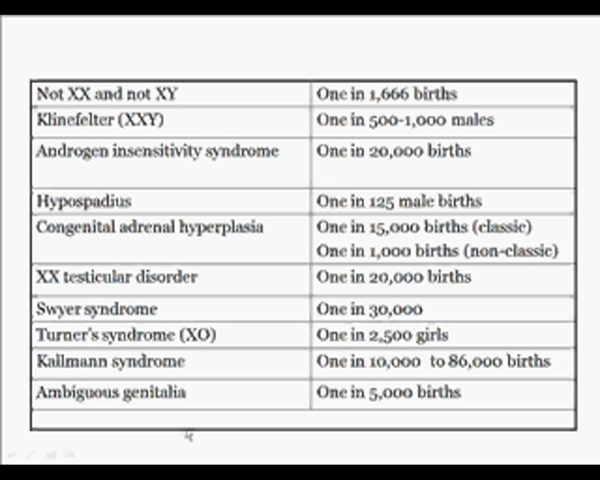 Not XX and not XY One in 1,666 births
Klinefelter (XXY) One in 500-1,000 males
Androgen insensitivity syndrome One in 20,000 births
Hypospadius One in 125 male births
Congenital adrenal hyperplasia One in 15,000 births (classic)
One in 1,000 births (non-classic)
XX testicular disorder One in 20,000 births
Swyer syndrome One in 30,000
Turner's syndrome (XO) One in 2,500 girls
Kallmann syndrome One in 10,000 to 86,000 births
Ambiguous genitalia One in 5,000 births